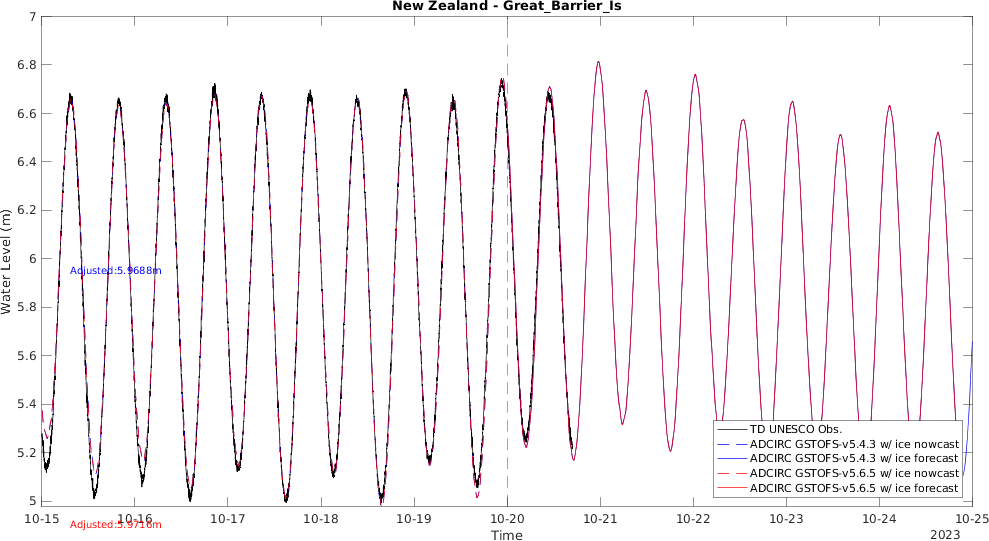 New Zealand - Great_Barrier_Is
7
6.8
6.6
6.4
6.2
6
5.8
5.6
5.4
5.2
5
Water Level (m)
Adjusted:5.9688m
Adjusted:5.9716m
TD UNESCO Obs.
ADCIRC GSTOFS-v5.4.3 w/ ice nowcast
ADCIRC GSTOFS-v5.4.3 w/ ice forecast
ADCIRC GSTOFS-v5.6.5 w/ ice nowcast
ADCIRC GSTOFS-v5.6.5 w/ ice forecast
10-15 10-16 10-17 10-18 10-19 10-20 10-21 10-22 10-23 10-24 10-25
Time
2023